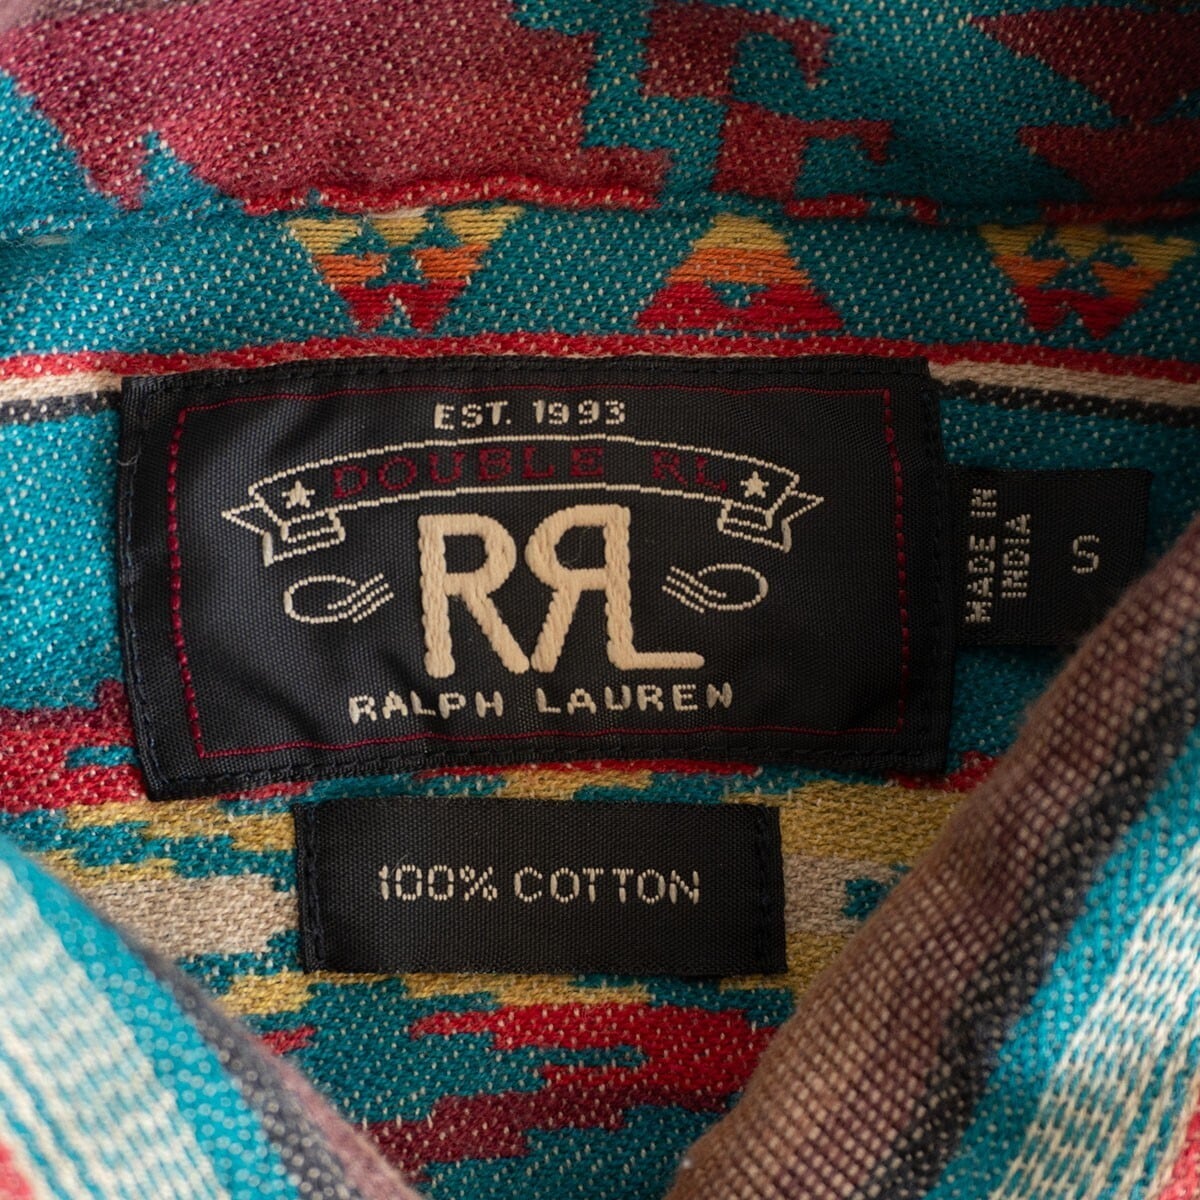 EST. 1993
DOUBLE RL
RRL
RALPH LAUREN
MADE IN
INDIA
S
100% COTTON